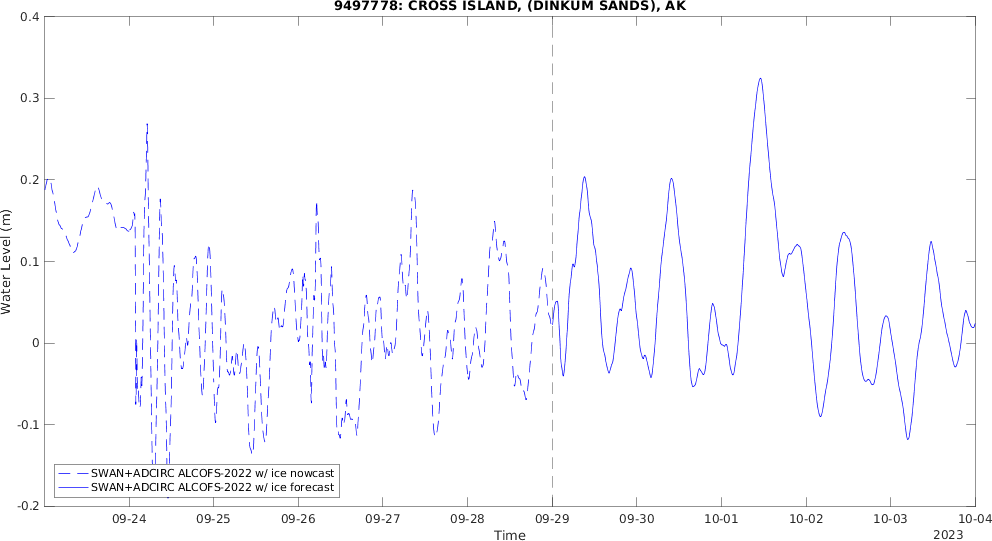 9497778: CROSS ISLAND, (DINKUM SANDS), AK
0.4
0.3
0.2
0.1
0
-0.1
-0.2
Water Level (m)
SWAN+ADCIRC ALCOFS-2022 w/ ice nowcast
SWAN+ADCIRC ALCOFS-2022 w/ ice forecast
09-24 09-25 09-26 09-27 09-28 09-29 09-30 10-01 10-02 10-03 10-04
Time
2023